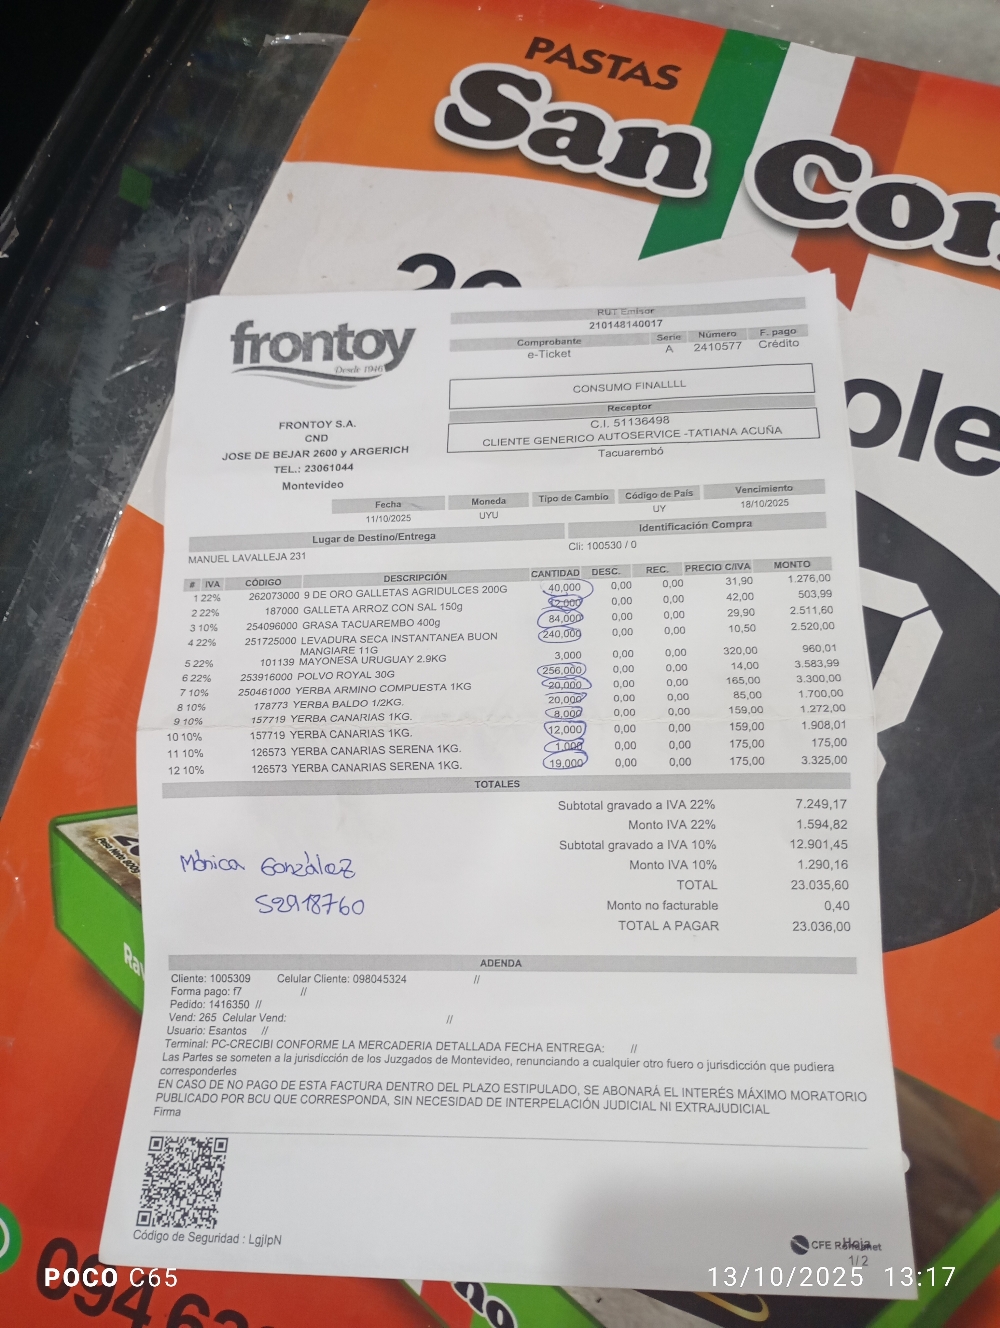 PASTAS
San Con
ole
frontoy
Desde 1946
RUT Emisor
210148140017
Comprobante Serie Número F. pago
e-Ticket A 2410577 Crédito
CONSUMO FINALLLL
Receptor
C.I. 51136498
CLIENTE GENERICO AUTOSERVICE -TATIANA ACUÑA
Tacuarembó
FRONTOY S.A.
CND
JOSE DE BEJAR 2600 y ARGERICH
TEL.: 23061044
Montevideo
Fecha Moneda Tipo de Cambio Código de País Vencimiento
11/10/2025 UYU UY 18/10/2025
Lugar de Destino/Entrega Identificación Compra
MANUEL LAVALLEJA 231 Cli: 100530 / 0
# IVA CÓDIGO DESCRIPCIÓN CANTIDAD DESC. REC. PRECIO C/IVA MONTO
1 22% 262073000 9 DE ORO GALLETAS AGRIDULCES 200G 40,000 0,00 0,00 31,90 1.276,00
2 22% 187000 GALLETA ARROZ CON SAL 150g 12,000 0,00 0,00 42,00 503,99
3 10% 254096000 GRASA TACUAREMBO 400g 84,000 0,00 0,00 29,90 2.511,60
4 22% 251725000 LEVADURA SECA INSTANTANEA BUON MANGIARE 11G 240,000 0,00 0,00 10,50 2.520,00
5 22% 101139 MAYONESA URUGUAY 2.9KG 3,000 0,00 0,00 320,00 960,01
6 22% 253916000 POLVO ROYAL 30G 256,000 0,00 0,00 14,00 3.583,99
7 10% 250461000 YERBA ARMINO COMPUESTA 1KG 20,000 0,00 0,00 165,00 3.300,00
8 10% 178773 YERBA BALDO 1/2KG. 20,000 0,00 0,00 85,00 1.700,00
9 10% 157719 YERBA CANARIAS 1KG. 8,000 0,00 0,00 159,00 1.272,00
10 10% 157719 YERBA CANARIAS 1KG. 12,000 0,00 0,00 159,00 1.908,01
11 10% 126573 YERBA CANARIAS SERENA 1KG. 1,000 0,00 0,00 175,00 175,00
12 10% 126573 YERBA CANARIAS SERENA 1KG. 19,000 0,00 0,00 175,00 3.325,00
TOTALES
Subtotal gravado a IVA 22% 7.249,17
Monto IVA 22% 1.594,82
Subtotal gravado a IVA 10% 12.901,45
Monto IVA 10% 1.290,16
TOTAL 23.035,60
Monto no facturable 0,40
TOTAL A PAGAR 23.036,00
Mónica González
52918760
ADENDA
Cliente: 1005309 Celular Cliente: 098045324 //
Forma pago: f7 //
Pedido: 1416350 //
Vend: 265 Celular Vend: //
Usuario: Esantos //
Terminal: PC-CRECIBI CONFORME LA MERCADERIA DETALLADA FECHA ENTREGA: //
Las Partes se someten a la jurisdicción de los Juzgados de Montevideo, renunciando a cualquier otro fuero o jurisdicción que pudiera
corresponderles
EN CASO DE NO PAGO DE ESTA FACTURA DENTRO DEL PLAZO ESTIPULADO, SE ABONARÁ EL INTERÉS MÁXIMO MORATORIO
PUBLICADO POR BCU QUE CORRESPONDA, SIN NECESIDAD DE INTERPELACIÓN JUDICIAL NI EXTRAJUDICIAL
Firma
Código de Seguridad : LgjlpN
CFE
Hoja
1/2
Ra
POCO C65
13/10/2025 13:17